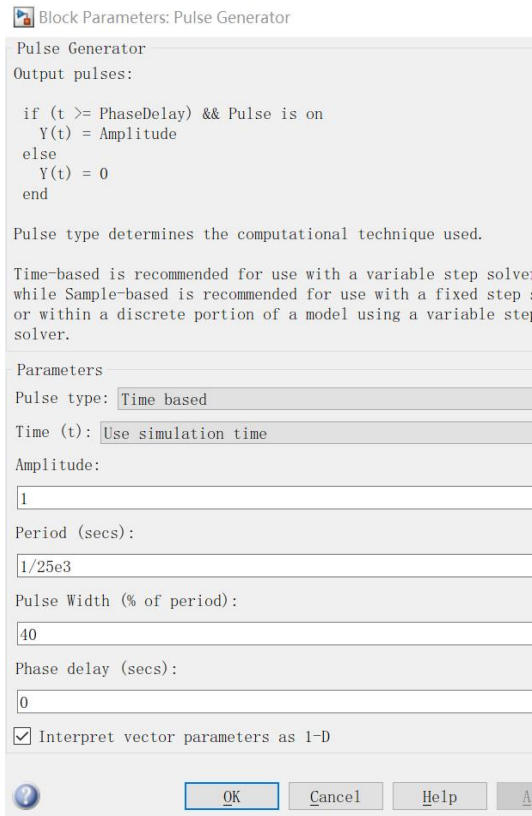 Block Parameters: Pulse Generator
Pulse Generator
Output pulses:
if (t >= PhaseDelay) && Pulse is on
Y(t) = Amplitude
else
Y(t) = 0
end
Pulse type determines the computational technique used.
Time-based is recommended for use with a variable step solver
while Sample-based is recommended for use with a fixed step
or within a discrete portion of a model using a variable step
solver.
Parameters
Pulse type: Time based
Time (t): Use simulation time
Amplitude:
1
Period (secs):
1/25e3
Pulse Width (% of period):
40
Phase delay (secs):
0
Interpret vector parameters as 1-D
OK Cancel Help